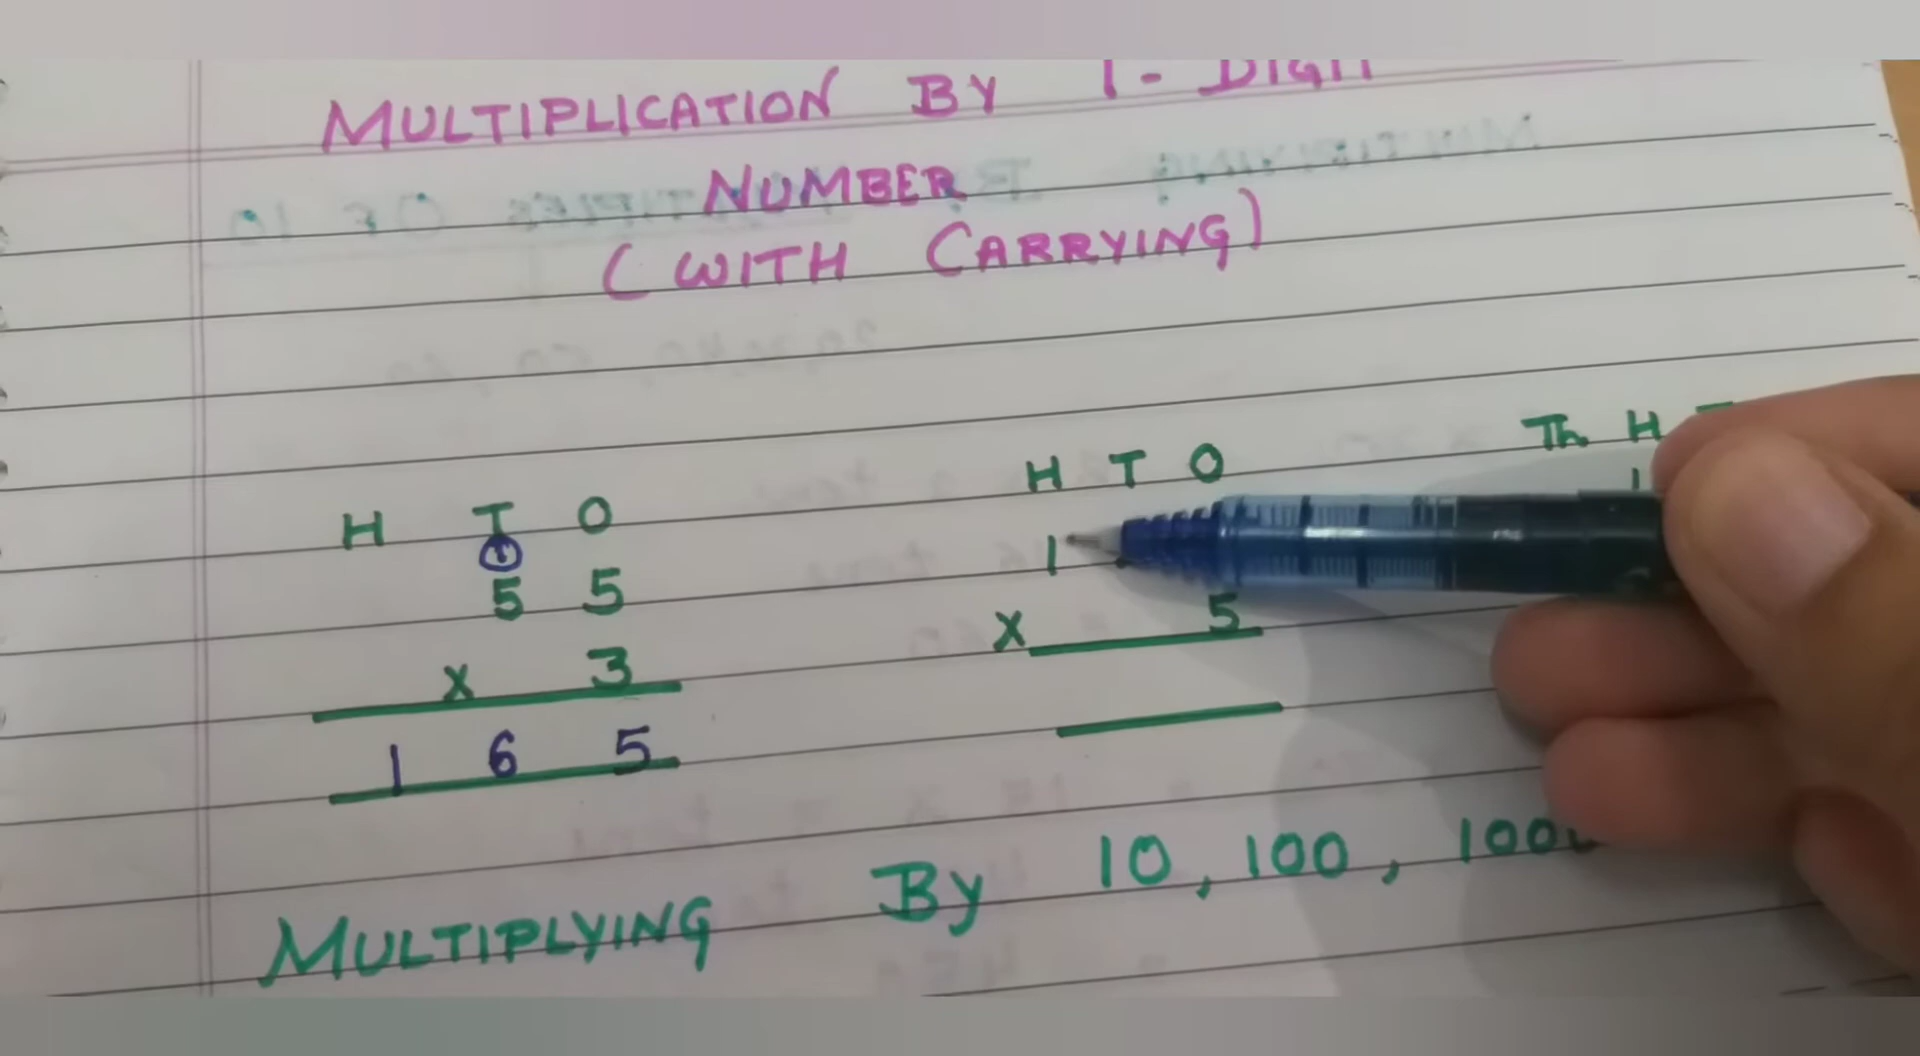 MULTIPLICATION BY 1 - DIGIT
NUMBER
( WITH CARRYING )
H T O
1
5 5
x 3
1 6 5
H T O
1
x 5
Th H
1
MULTIPLYING By 10, 100,